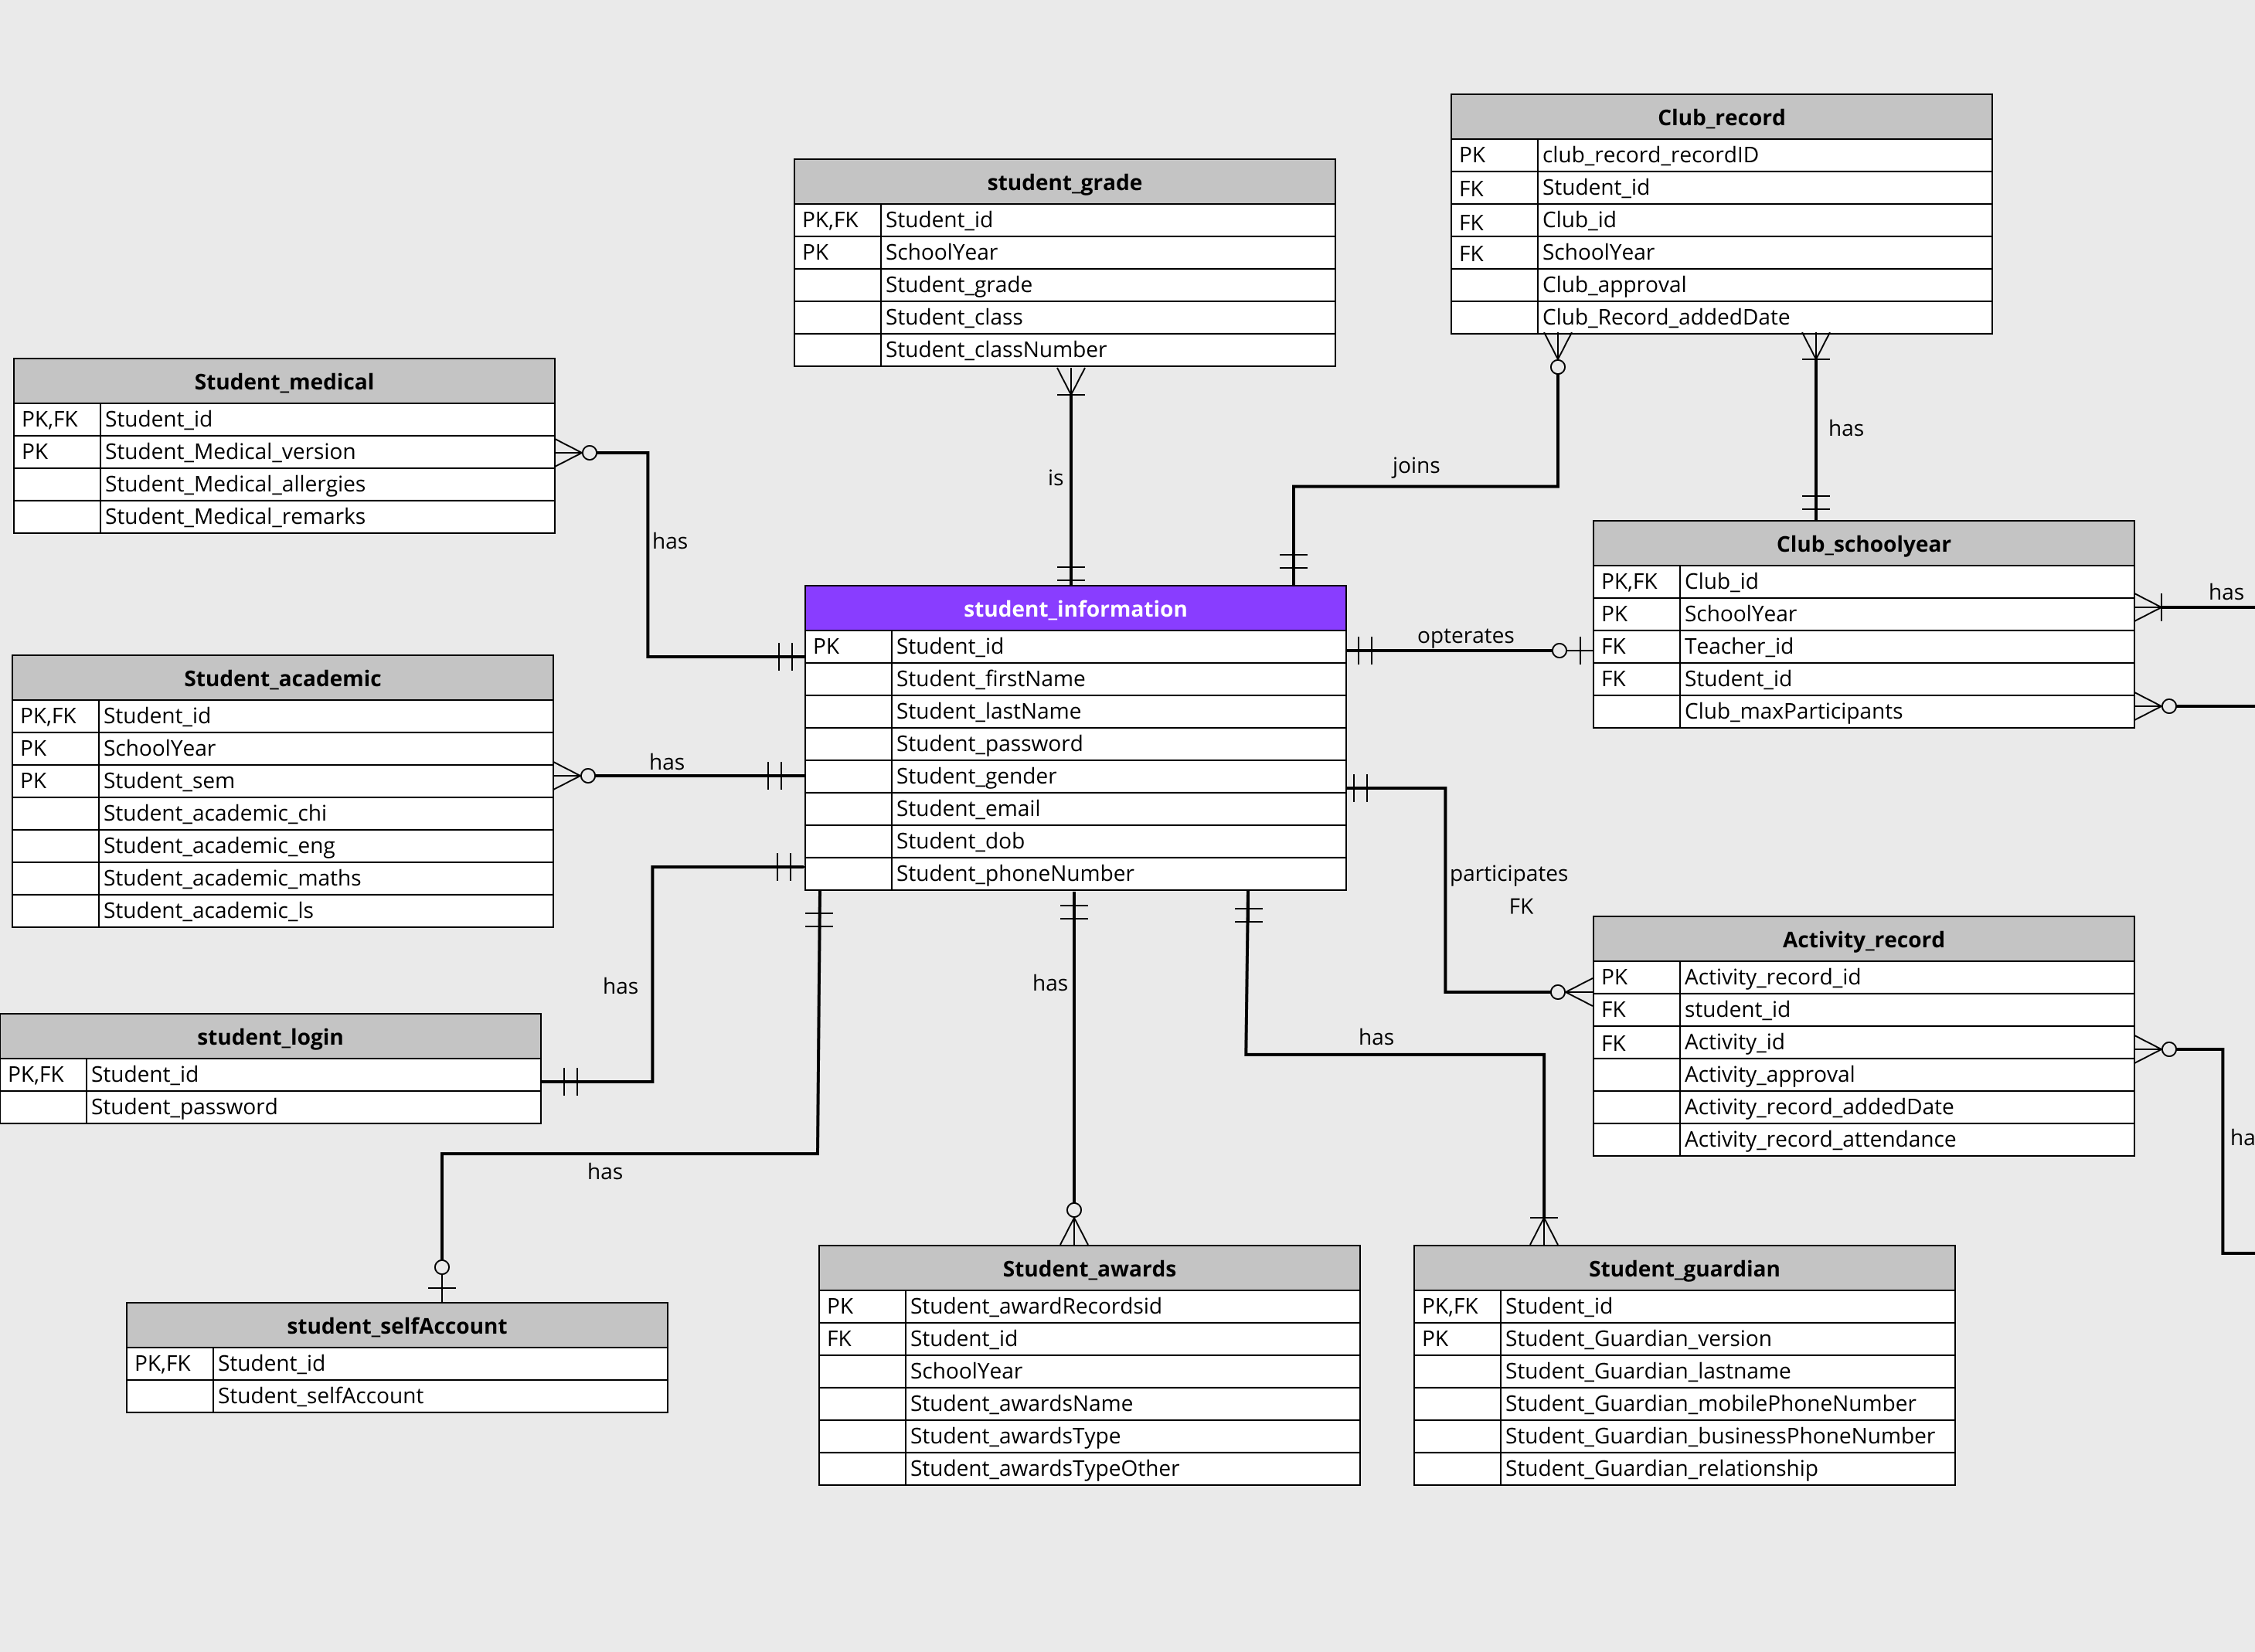 Club_record
PK club_record_recordID
FK Student_id
FK Club_id
FK SchoolYear
Club_approval
Club_Record_addedDate
student_grade
PK,FK Student_id
PK SchoolYear
Student_grade
Student_class
Student_classNumber
Student_medical
PK,FK Student_id
PK Student_Medical_version
Student_Medical_allergies
Student_Medical_remarks
has
is
joins
has
student_information
PK Student_id
Student_firstName
Student_lastName
Student_password
Student_gender
Student_email
Student_dob
Student_phoneNumber
opterates
Club_schoolyear
PK,FK Club_id
PK SchoolYear
FK Teacher_id
FK Student_id
Club_maxParticipants
has
Student_academic
PK,FK Student_id
PK SchoolYear
PK Student_sem
Student_academic_chi
Student_academic_eng
Student_academic_maths
Student_academic_ls
has
participates
FK
Activity_record
PK Activity_record_id
FK student_id
FK Activity_id
Activity_approval
Activity_record_addedDate
Activity_record_attendance
ha
has
student_login
PK,FK Student_id
Student_password
has
has
has
student_selfAccount
PK,FK Student_id
Student_selfAccount
Student_awards
PK Student_awardRecordsid
FK Student_id
SchoolYear
Student_awardsName
Student_awardsType
Student_awardsTypeOther
Student_guardian
PK,FK Student_id
PK Student_Guardian_version
Student_Guardian_lastname
Student_Guardian_mobilePhoneNumber
Student_Guardian_businessPhoneNumber
Student_Guardian_relationship